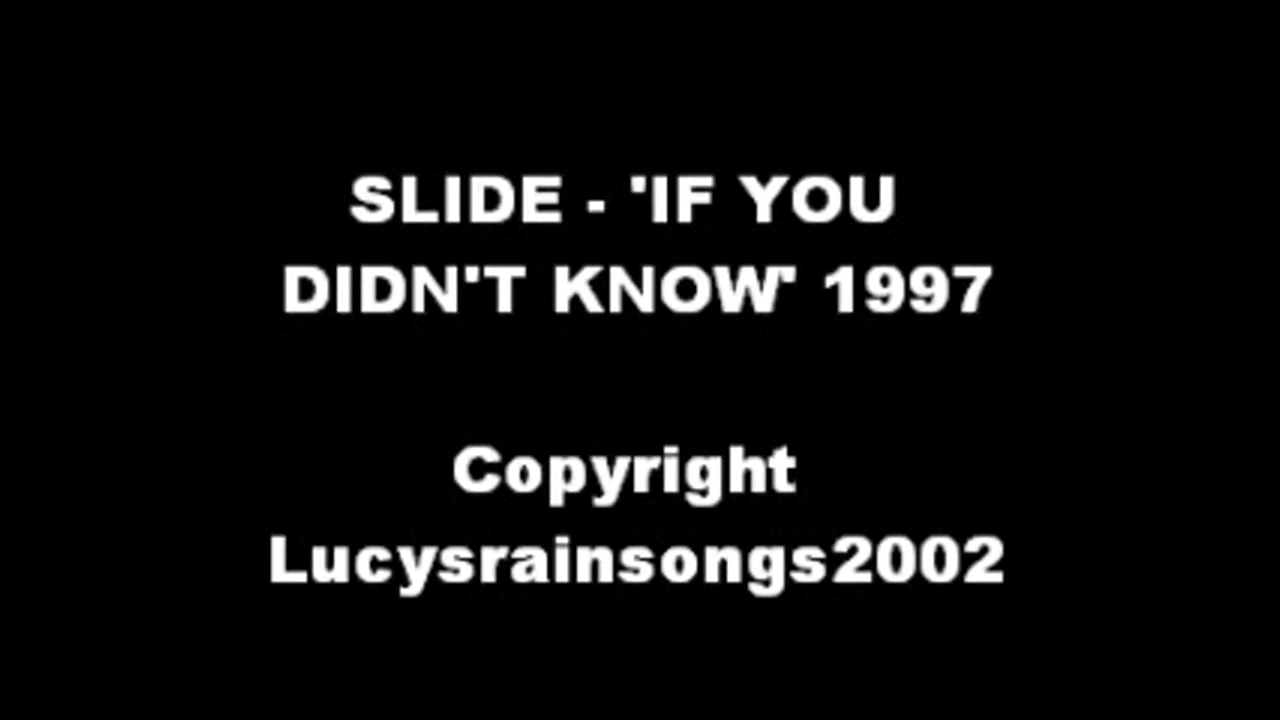 SLIDE - 'IF YOU
DIDN'T KNOW' 1997
Copyright
Lucysrainsongs2002